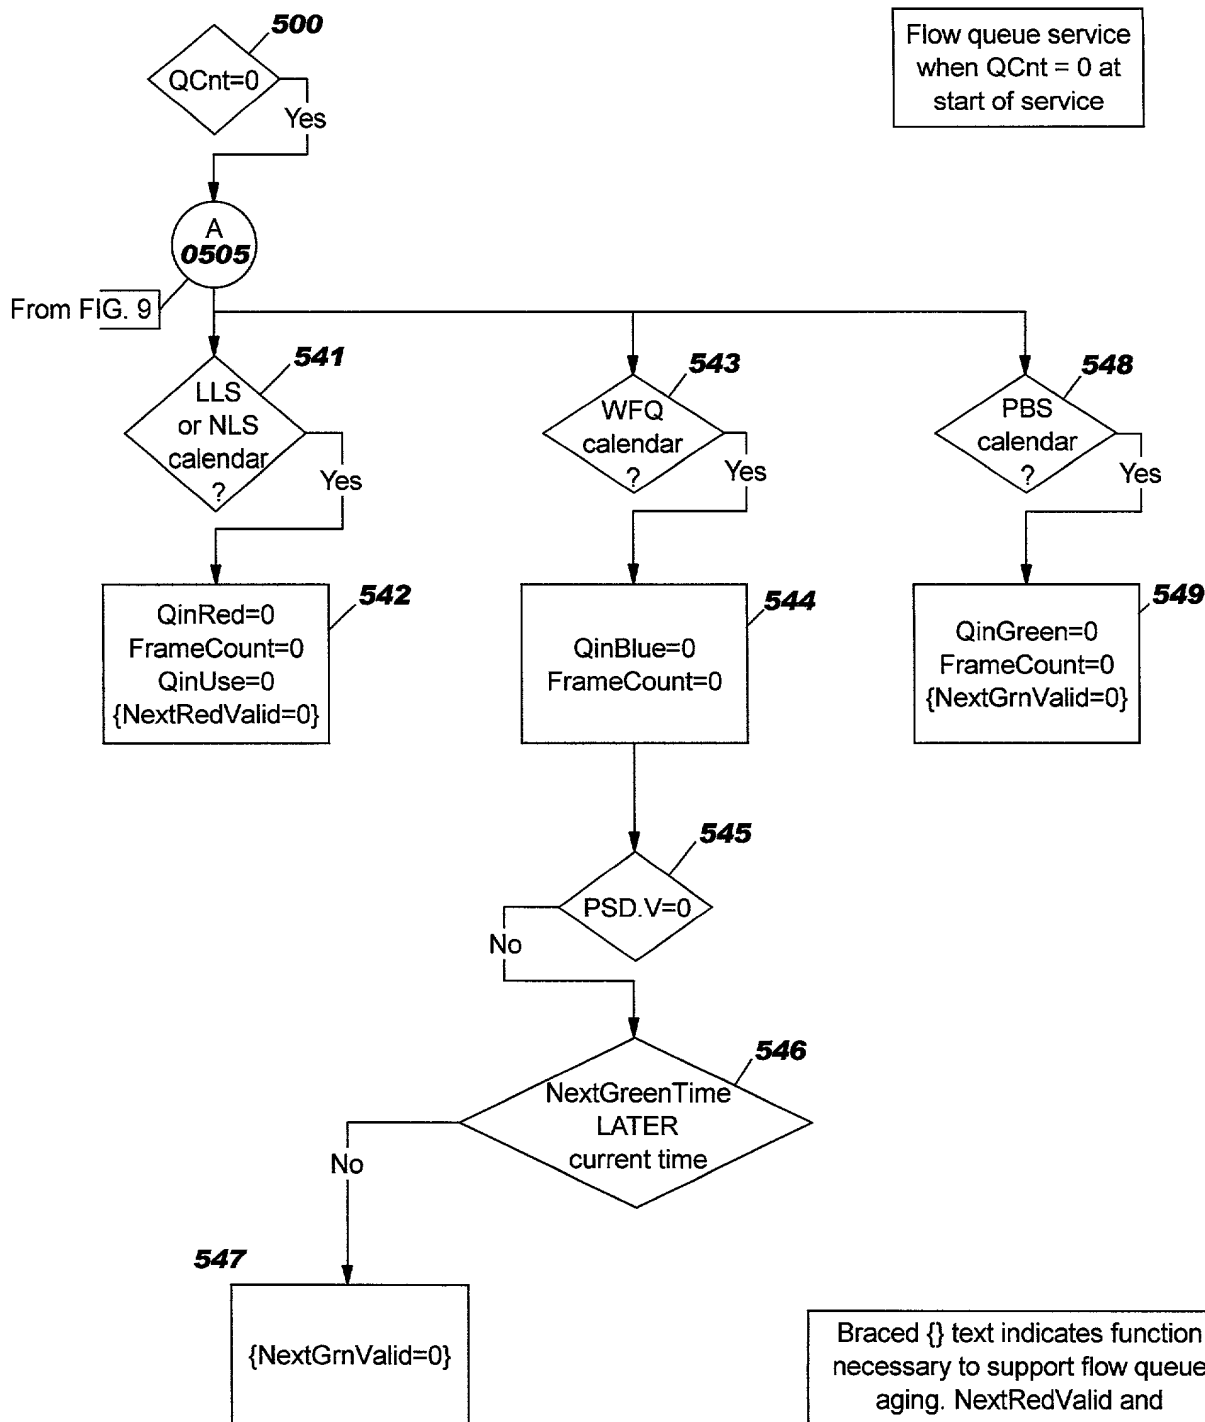 500
QCnt=0
Yes
Flow queue service
when QCnt = 0 at
start of service
A
0505
From FIG. 9
541
LLS
or NLS
calendar
?
Yes
543
WFQ
calendar
?
Yes
548
PBS
calendar
?
Yes
542
QinRed=0
FrameCount=0
QinUse=0
{NextRedValid=0}
544
QinBlue=0
FrameCount=0
549
QinGreen=0
FrameCount=0
{NextGrnValid=0}
545
PSD.V=0
No
546
NextGreenTime
LATER
current time
No
547
{NextGrnValid=0}
Braced {} text indicates function
necessary to support flow queue
aging. NextRedValid and